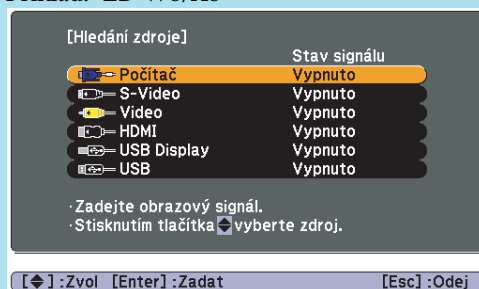 [Hledání zdroje]
Stav signálu
Počítač Vypnuto
S-Video Vypnuto
Video Vypnuto
HDMI Vypnuto
USB Display Vypnuto
USB Vypnuto
·Zadejte obrazový signál.
·Stisknutím tlačítka vyberte zdroj.
[ ] :Zvol [Enter] :Zadat [Esc] :Odej